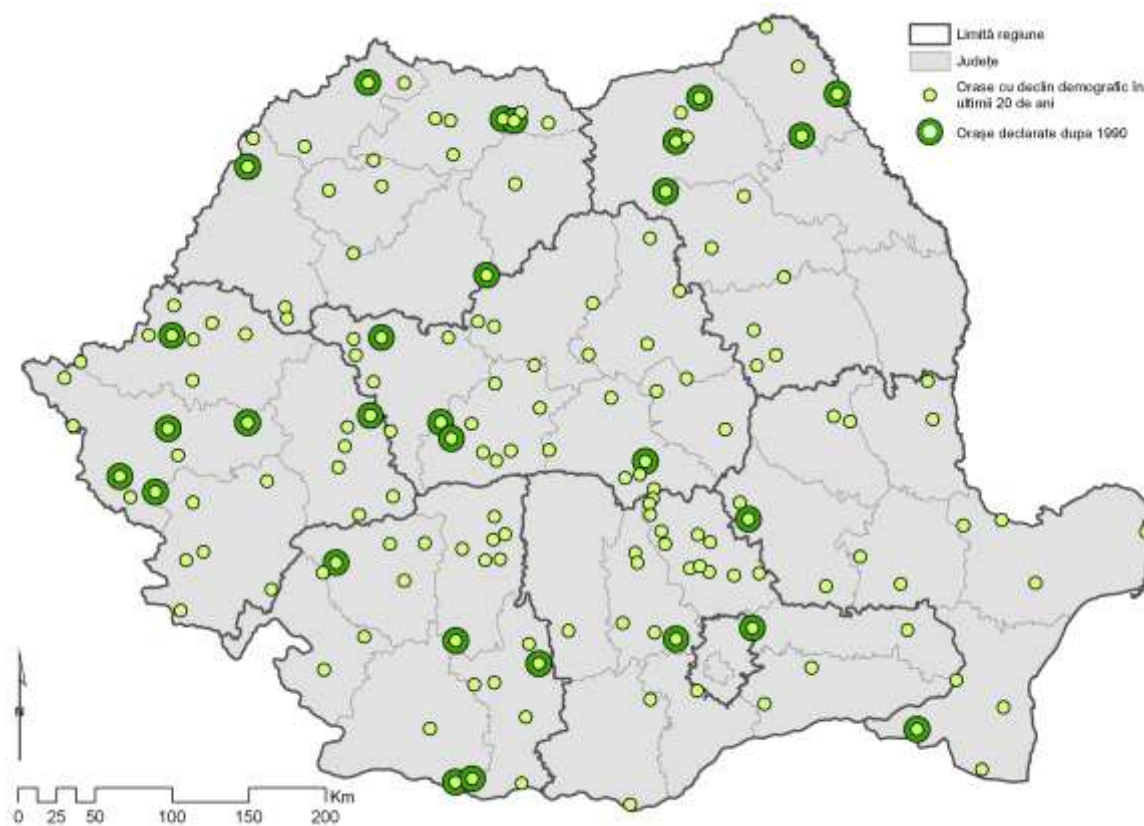 Limită regiune
Județe
Orase cu declin demografic în
ultimii 20 de ani
Orașe declarate dupa 1990
N
Km
0 25 50 100 150 200